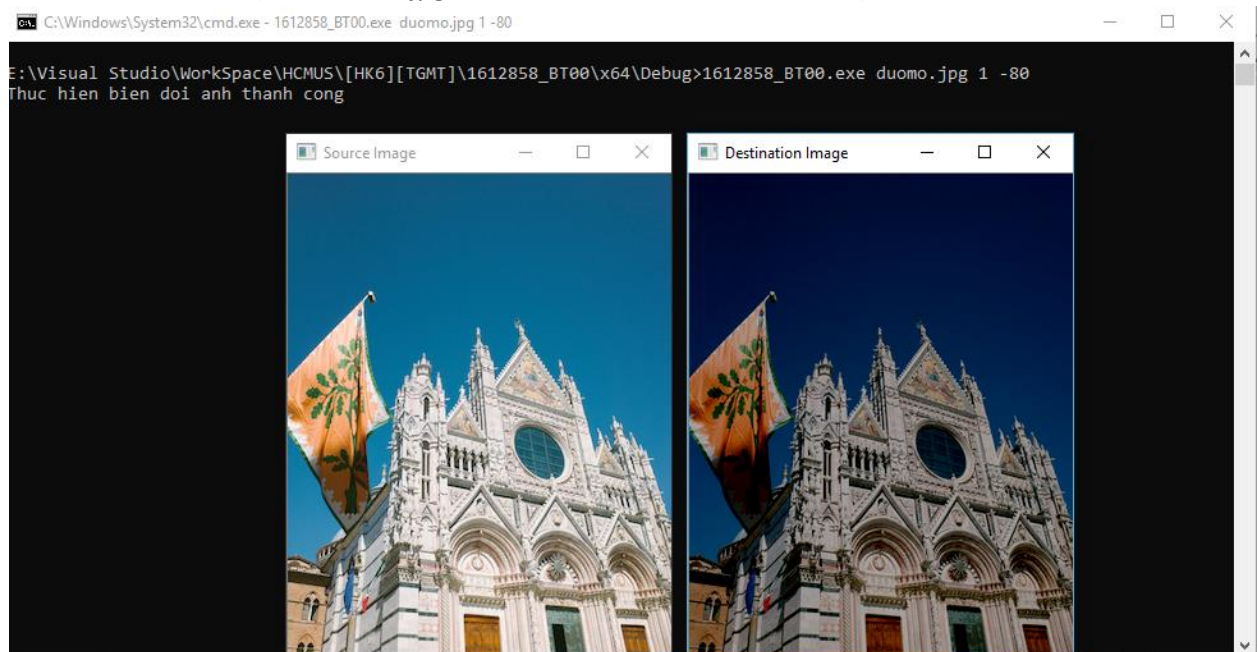 C:\Windows\System32\cmd.exe - 1612858_BT00.exe duomo.jpg 1 -80
E:\Visual Studio\WorkSpace\HCMUS\[HK6][TGMT]\1612858_BT00\x64\Debug>1612858_BT00.exe duomo.jpg 1 -80
Thuc hien bien doi anh thanh cong
Source Image
Destination Image